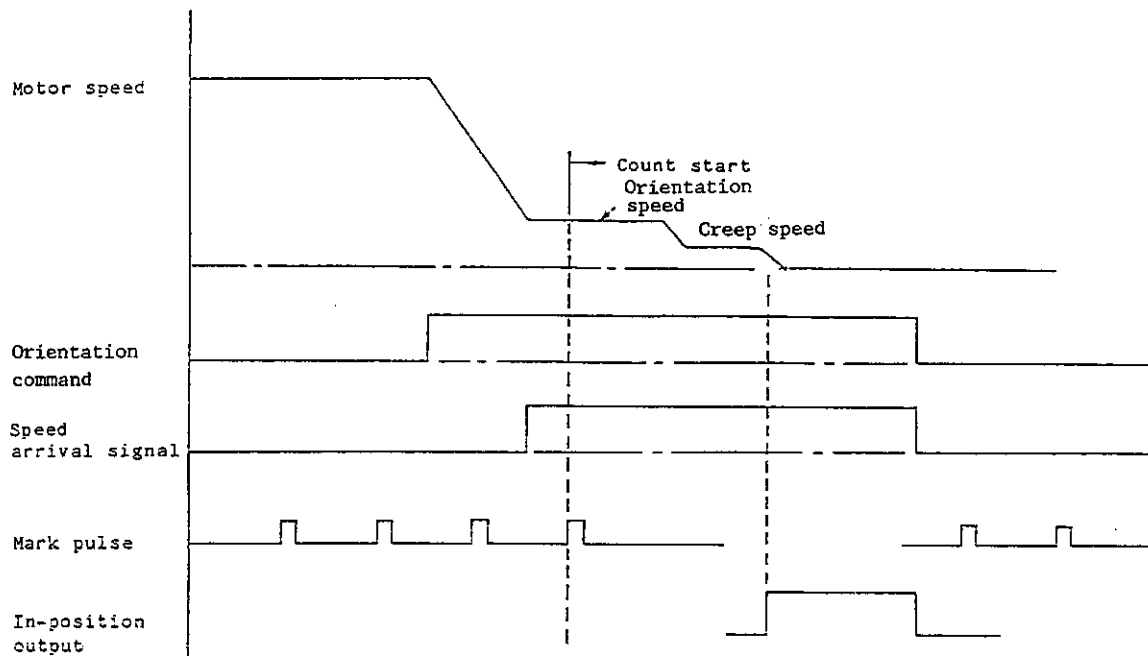 Motor speed
Count start
Orientation
speed
Creep speed
Orientation
command
Speed
arrival signal
Mark pulse
In-position
output